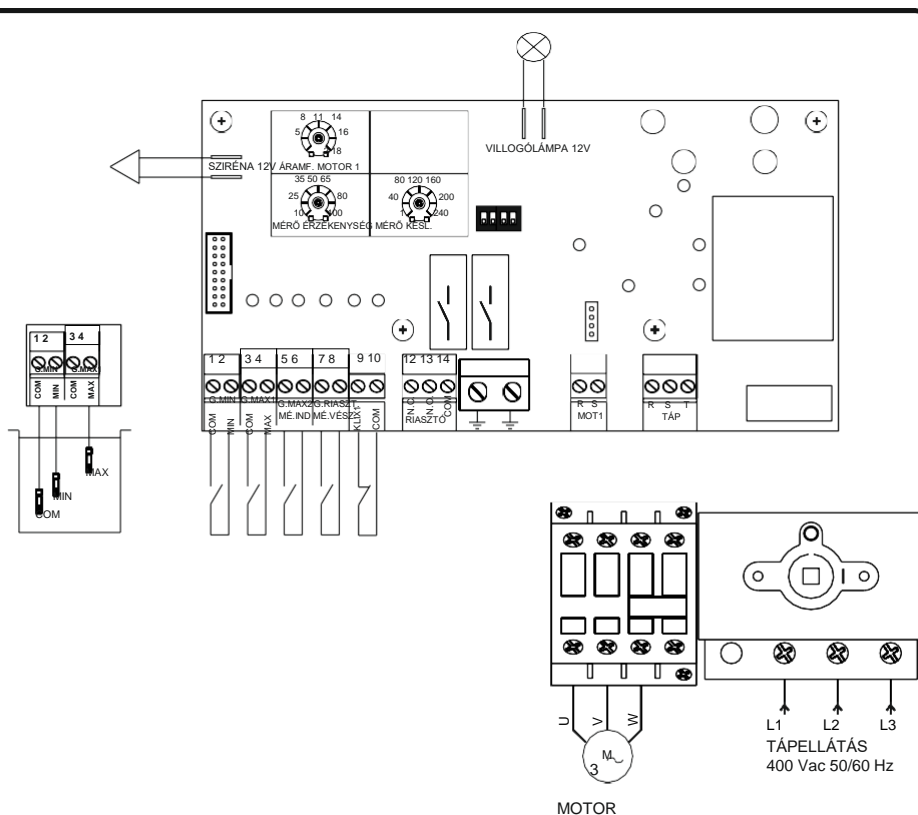 8 11 14
5 16
18
VILLOGÓLÁMPA 12V
SZIRÉNA 12V ÁRAMF. MOTOR 1
35 50 65
80 120 160
25 80
40 200
10 100
1 240
MÉRŐ ÉRZÉKENYSÉG MÉRŐ KÉSL.
1 2 3 4
G.MIN G.MAX1
COM MIN COM MAX
MAX
MIN
COM
1 2 3 4 5 6 7 8 9 10 12 13 14
G.MIN G.MAX1 G.MAX2 G.RIASZT.
MÉ.IND MÉ.VÉSZ
COM MIN COM MAX KLIX1 COM
N.C. N.O. COM
RIASZTÓ
R S
MOT1
R S T
TÁP
U V W
M
3
MOTOR
L1 L2 L3
TÁPELLÁTÁS
400 Vac 50/60 Hz